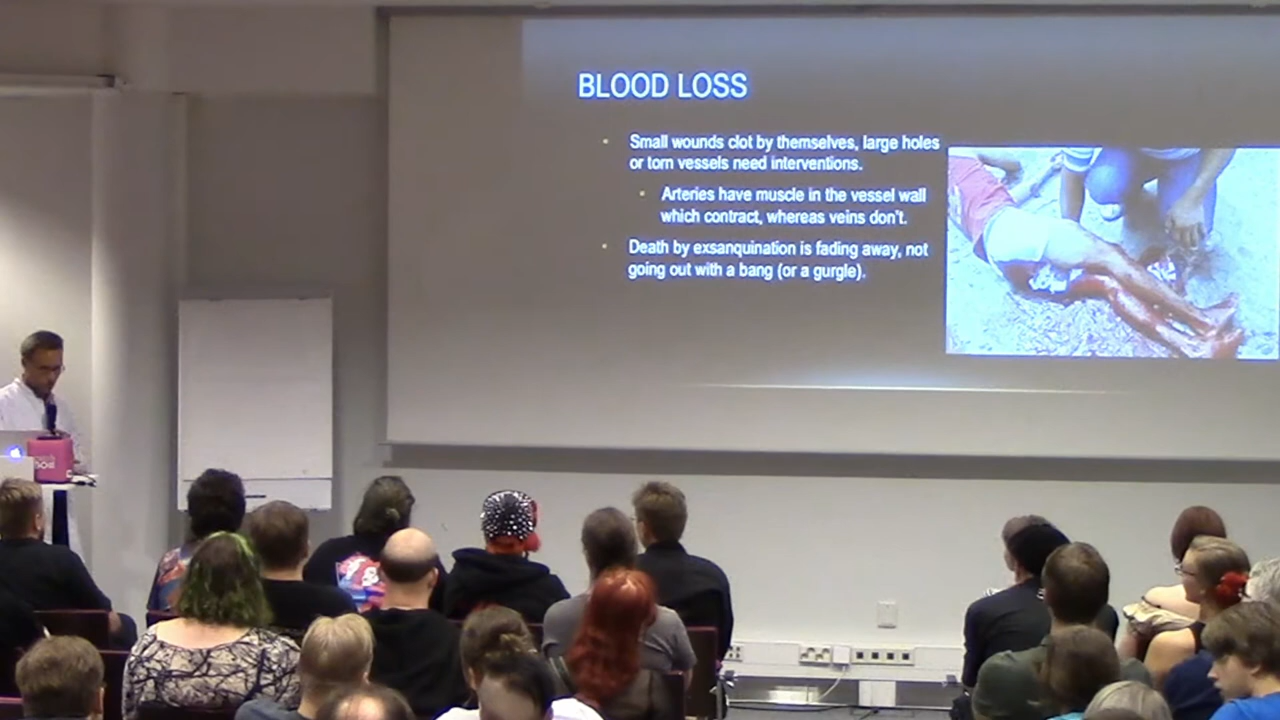 BLOOD LOSS
Small wounds clot by themselves, large holes
or torn vessels need interventions.
Arteries have muscle in the vessel wall
which contract, whereas veins don't.
Death by exsanquination is fading away, not
going out with a bang (or a gurgle).